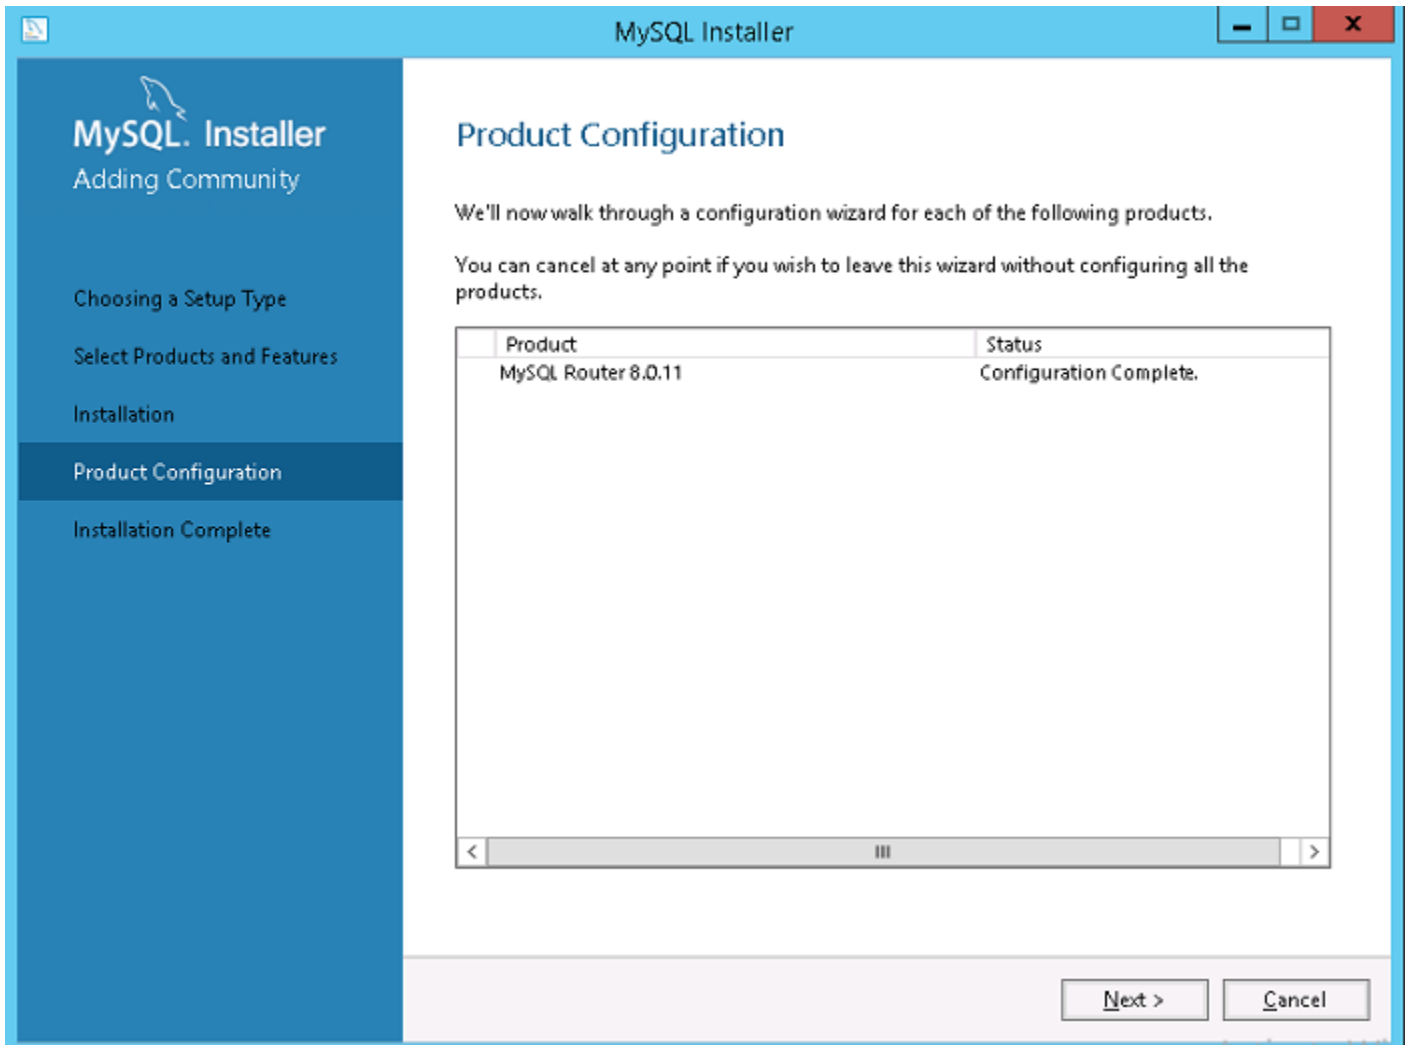 MySQL Installer
MySQL. Installer
Adding Community
Choosing a Setup Type
Select Products and Features
Installation
Product Configuration
Installation Complete
Product Configuration
We'll now walk through a configuration wizard for each of the following products.
You can cancel at any point if you wish to leave this wizard without configuring all the
products.
Product Status
MySQL Router 8.0.11 Configuration Complete.
Next >
Cancel